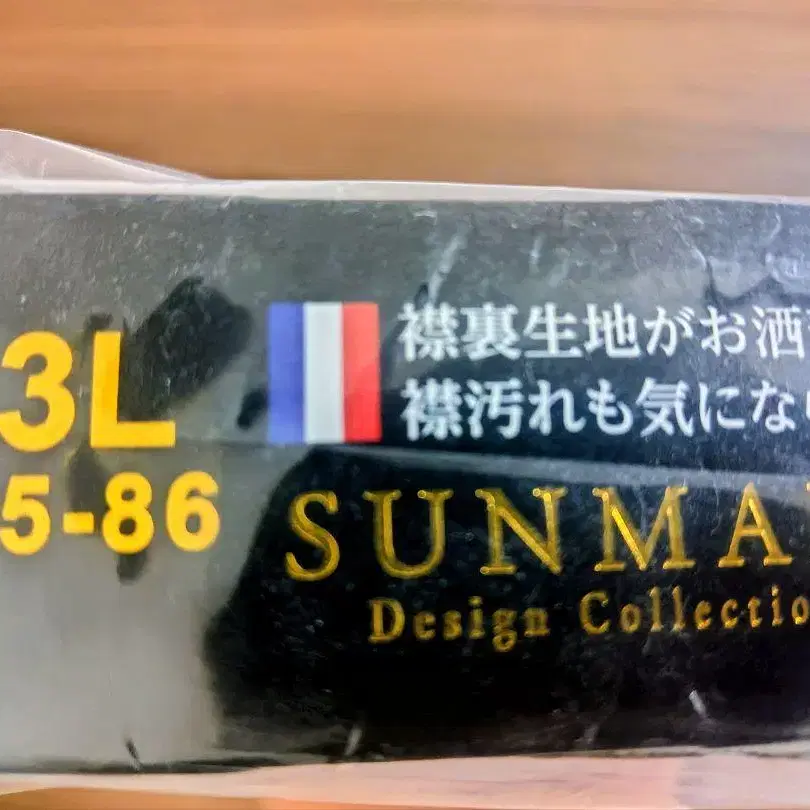 3L
5-86
襟裏生地がお洒
襟汚れも気にな
SUNMA
Design Collectio